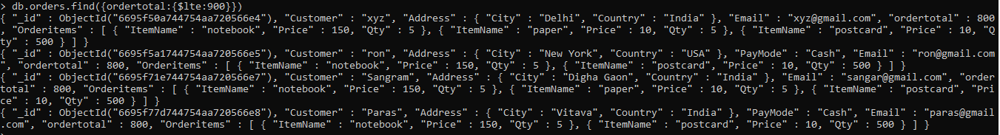 > db.orders.find({ordertotal:{$lte:900}})
{ "_id" : ObjectId("6695f50a744754aa720566e4"), "Customer" : "xyz", "Address" : { "City" : "Delhi", "Country" : "India" }, "Email" : "xyz@gmail.com", "ordertotal" : 800
, "Orderitems" : [ { "ItemName" : "notebook", "Price" : 150, "Qty" : 5 }, { "ItemName" : "paper", "Price" : 10, "Qty" : 5 }, { "ItemName" : "postcard", "Price" : 10, "Q
ty" : 500 } ] }
{ "_id" : ObjectId("6695f5a1744754aa720566e5"), "Customer" : "ron", "Address" : { "City" : "New York", "Country" : "USA" }, "PayMode" : "Cash", "Email" : "ron@gmail.com
", "ordertotal" : 800, "Orderitems" : [ { "ItemName" : "notebook", "Price" : 150, "Qty" : 5 }, { "ItemName" : "postcard", "Price" : 10, "Qty" : 500 } ] }
{ "_id" : ObjectId("6695f71e744754aa720566e7"), "Customer" : "Sangram", "Address" : { "City" : "Digha Gaon", "Country" : "India" }, "Email" : "sangar@gmail.com", "order
total" : 800, "Orderitems" : [ { "ItemName" : "notebook", "Price" : 150, "Qty" : 5 }, { "ItemName" : "paper", "Price" : 10, "Qty" : 5 }, { "ItemName" : "postcard", "Pri
ce" : 10, "Qty" : 500 } ] }
{ "_id" : ObjectId("6695f77d744754aa720566e8"), "Customer" : "Paras", "Address" : { "City" : "Vitava", "Country" : "India" }, "PayMode" : "Cash", "Email" : "paras@gmail
.com", "ordertotal" : 800, "Orderitems" : [ { "ItemName" : "notebook", "Price" : 150, "Qty" : 5 }, { "ItemName" : "postcard", "Price" : 10, "Qty" : 500 } ] }